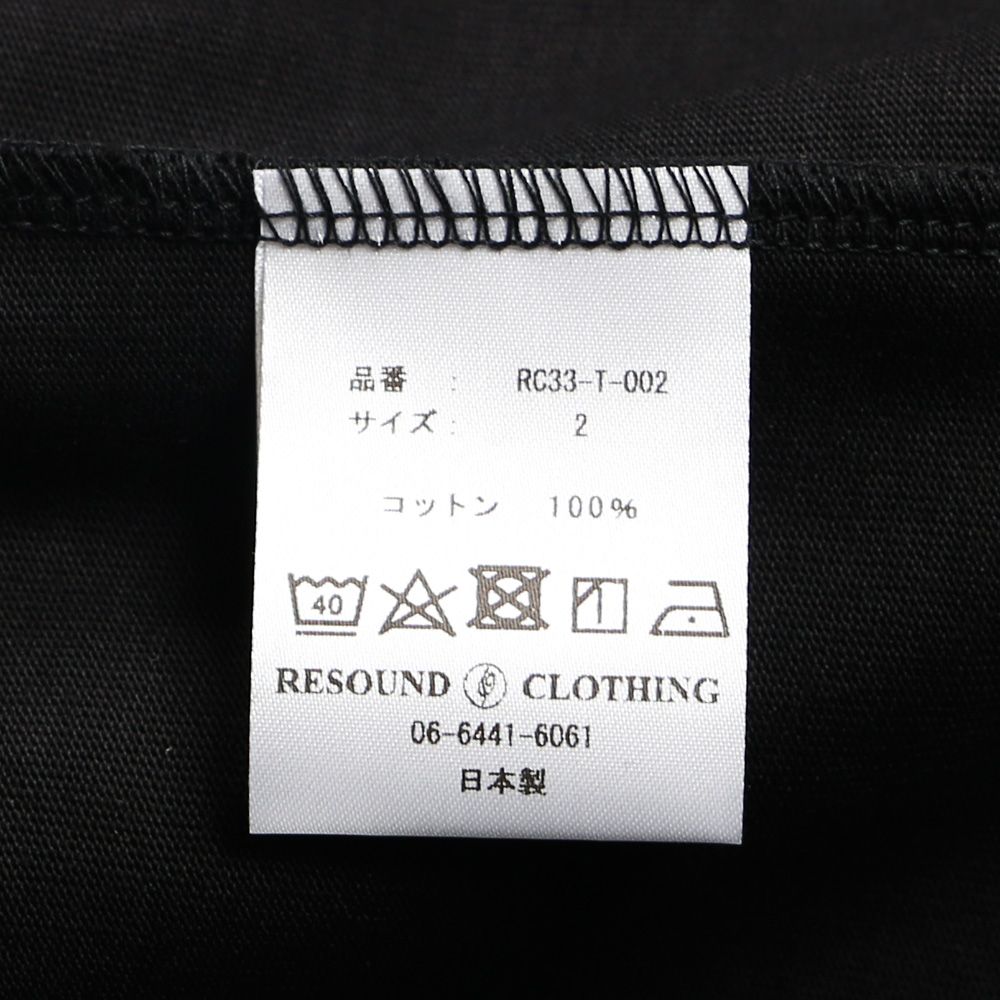 品番 : RC33-T-002
サイズ: 2
コットン 100%
40
RESOUND CLOTHING
06-6441-6061
日本製